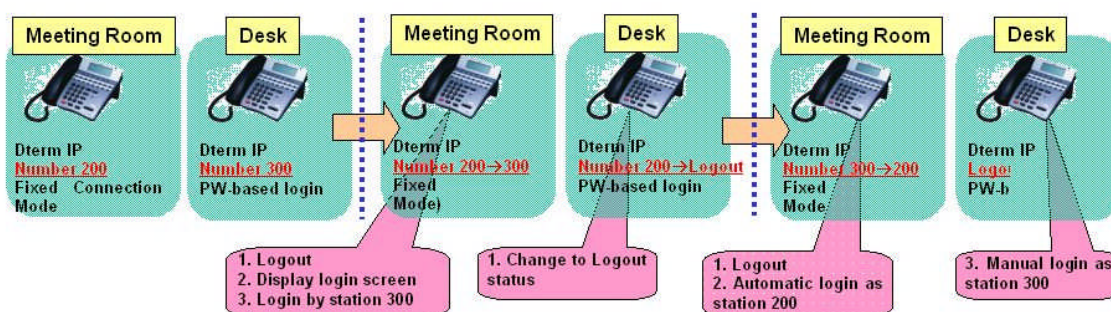 Meeting Room
Desk
Dterm IP
Number 200
Fixed Connection
Mode
Dterm IP
Number 300
PW-based login
Meeting Room
Desk
Dterm IP
Number 200→300
Fixed
Mode)
Dterm IP
Number 200→Logout
PW-based login
1. Logout
2. Display login screen
3. Login by station 300
1. Change to Logout
status
Meeting Room
Desk
Dterm IP
Number 300→200
Fixed
Mode
Dterm IP
Logo
PW-b
1. Logout
2. Automatic login as
station 200
3. Manual login as
station 300